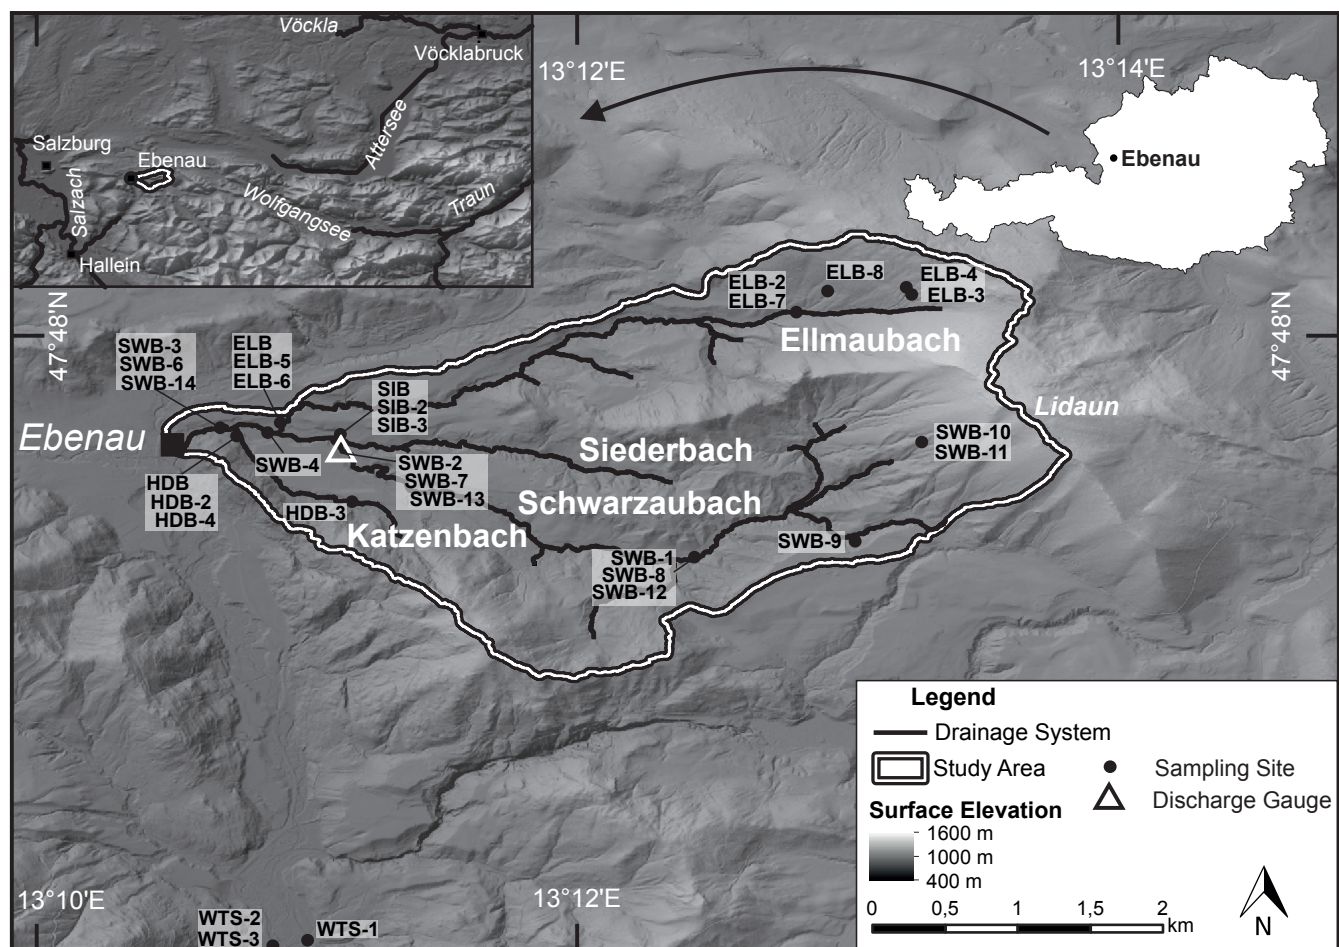 Vöckla
Vöcklabruck
Attersee
Salzburg
Ebenau
Salzach
Wolfgangsee
Traun
Hallein
13°12'E
13°14'E
Ebenau
47°48'N
47°48'N
ELB-2
ELB-7
ELB-8
ELB-4
ELB-3
Ellmaubach
SWB-3
SWB-6
SWB-14
ELB
ELB-5
ELB-6
SIB
SIB-2
SIB-3
Lidaun
Ebenau
Siederbach
SWB-10
SWB-11
SWB-4
SWB-2
SWB-7
SWB-13
HDB
HDB-2
HDB-4
HDB-3
Schwarzaubach
Katzenbach
SWB-9
SWB-1
SWB-8
SWB-12
Legend
Drainage System
Study Area
Sampling Site
Discharge Gauge
Surface Elevation
1600 m
1000 m
400 m
0 0,5 1 1,5 2
km
N
13°10'E
13°12'E
WTS-2
WTS-3
WTS-1